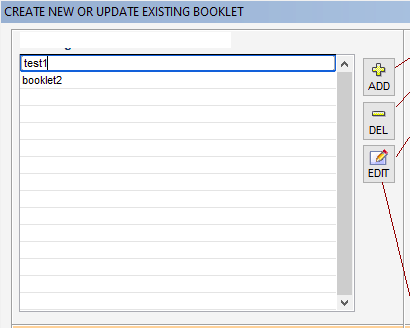 CREATE NEW OR UPDATE EXISTING BOOKLET
test1
booklet2
ADD
DEL
EDIT